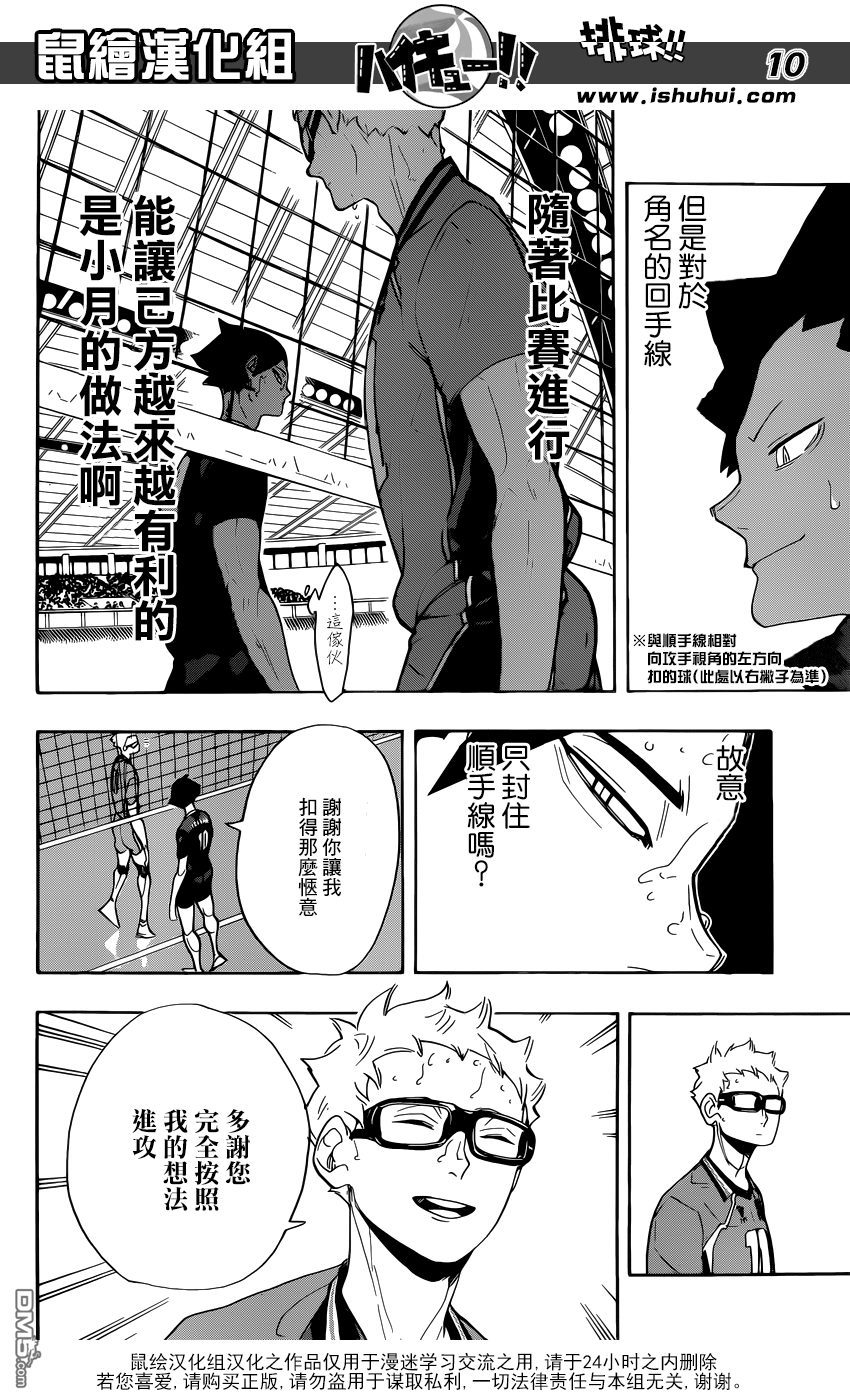 鼠繪漢化組
ハイキュー!!
排球!!
10
www.ishuhui.com
但是對於
角名的回手線
※與順手線相對
向攻手視角的左方向
扣的球(此處以右撇子為準)
隨著比賽進行
能讓己方越來越有利的
是小月的做法啊
…這傢伙
故意
只封住
順手線嗎?
謝謝你讓我
扣得那麼愜意
多謝您
完全按照
我的想法
進攻
DM5.com
鼠绘汉化组汉化之作品仅用于漫迷学习交流之用,请于24小时之内删除
若您喜爱,请购买正版,请勿盗用于谋取私利,一切法律责任与本组无关,谢谢。